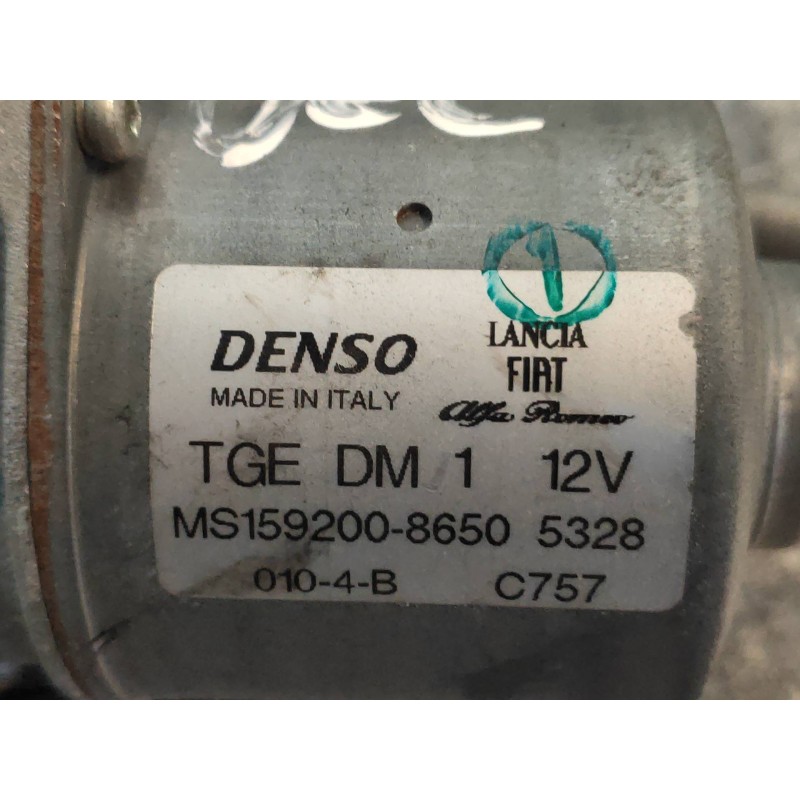 DENSO
MADE IN ITALY
LANCIA
FIAT
Alfa Romeo
TGE DM 1 12V
MS159200-8650 5328
010-4-B C757